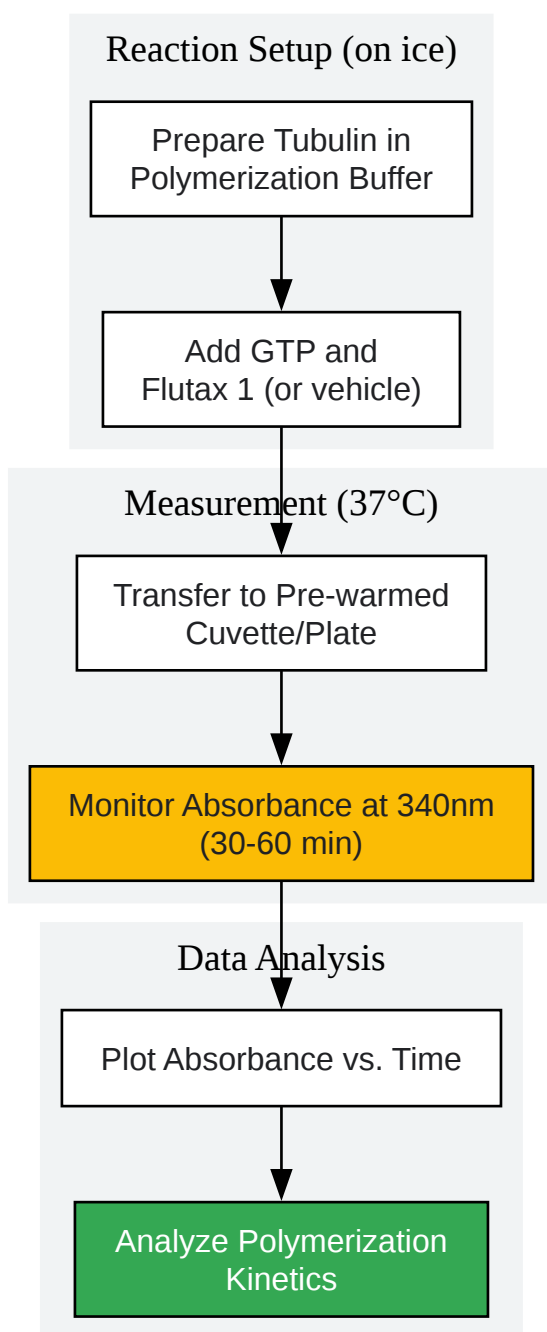 Reaction Setup (on ice)
Prepare Tubulin in
Polymerization Buffer
Add GTP and
Flutax 1 (or vehicle)
Measurement (37°C)
Transfer to Pre-warmed
Cuvette/Plate
Monitor Absorbance at 340nm
(30-60 min)
Data Analysis
Plot Absorbance vs. Time
Analyze Polymerization
Kinetics